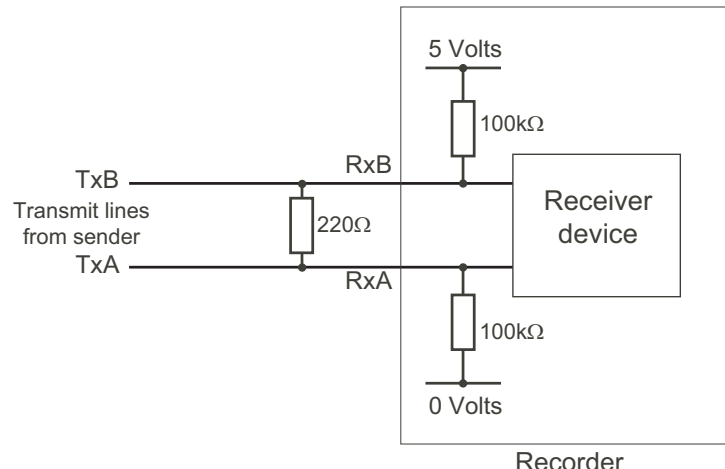 5 Volts
100kΩ
RxB
TxB
Transmit lines
from sender
220Ω
Receiver
device
TxA
RxA
100kΩ
0 Volts
Recorder